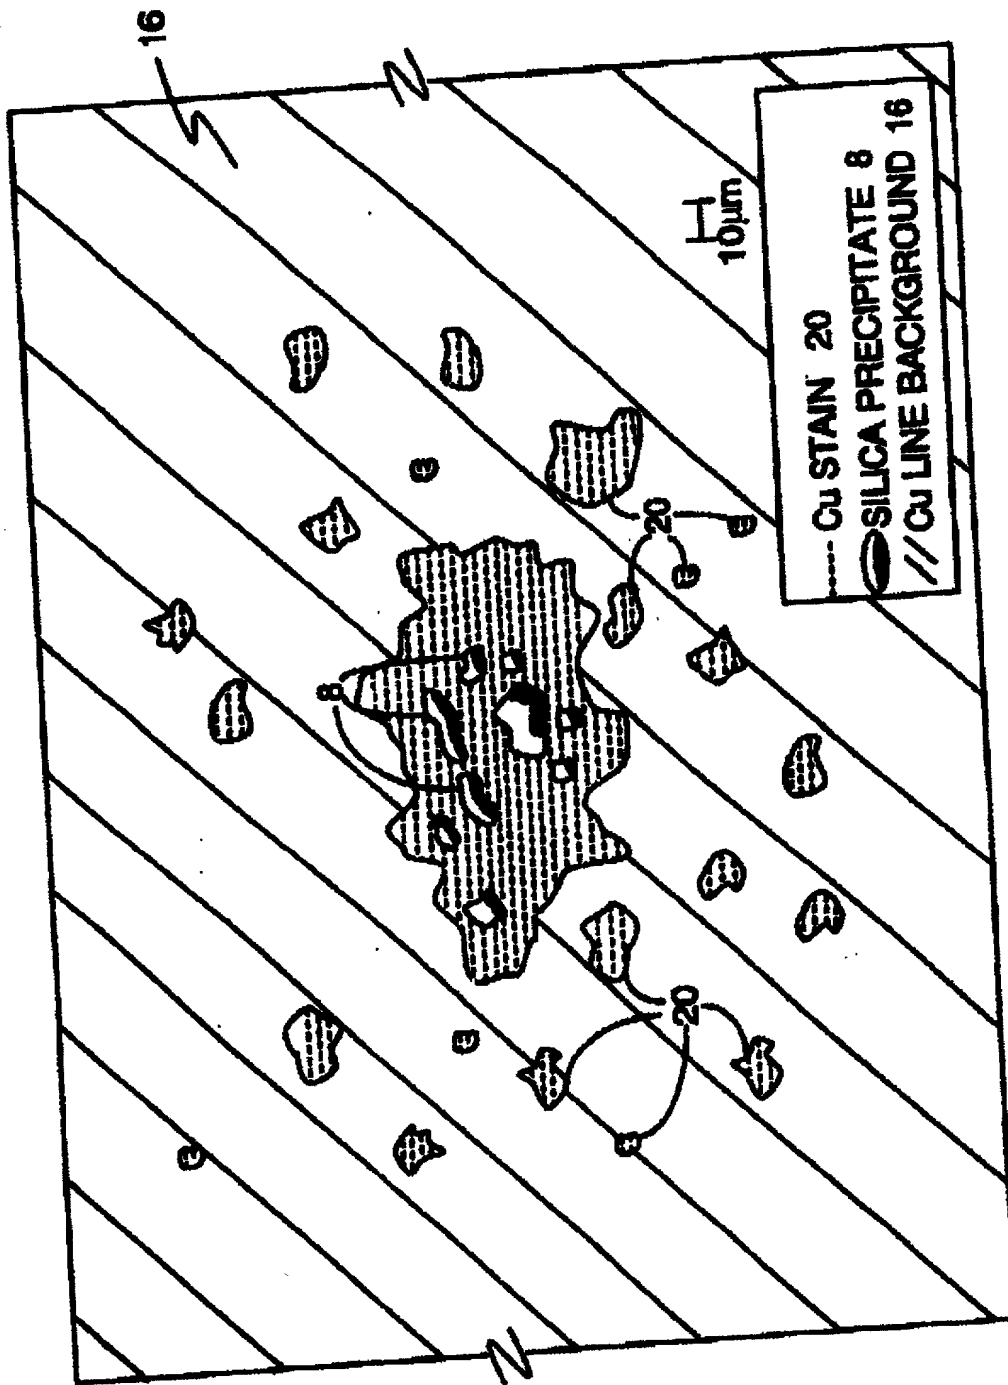 16
8
20
20
10μm
Cu STAIN 20
SILICA PRECIPITATE 8
// Cu LINE BACKGROUND 16